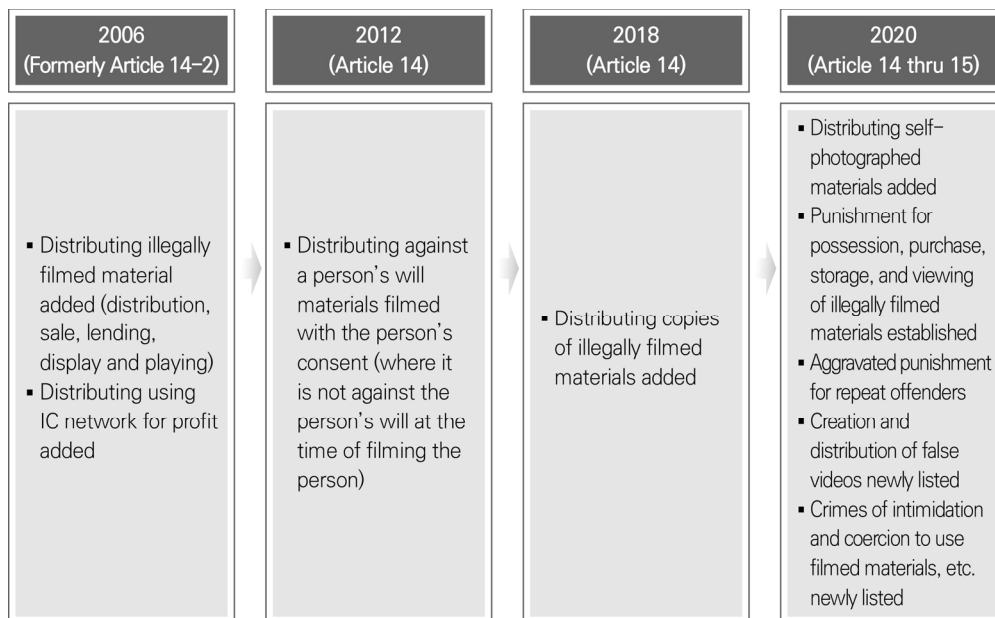 2006
(Formerly Article 14-2)
▪ Distributing illegally
filmed material
added (distribution,
sale, lending,
display and playing)
▪ Distributing using
IC network for profit
added
2012
(Article 14)
▪ Distributing against
a person's will
materials filmed
with the person's
consent (where it
is not against the
person's will at the
time of filming the
person)
2018
(Article 14)
▪ Distributing copies
of illegally filmed
materials added
2020
(Article 14 thru 15)
▪ Distributing self-
photographed
materials added
▪ Punishment for
possession, purchase,
storage, and viewing
of illegally filmed
materials established
▪ Aggravated punishment
for repeat offenders
▪ Creation and
distribution of false
videos newly listed
▪ Crimes of intimidation
and coercion to use
filmed materials, etc.
newly listed